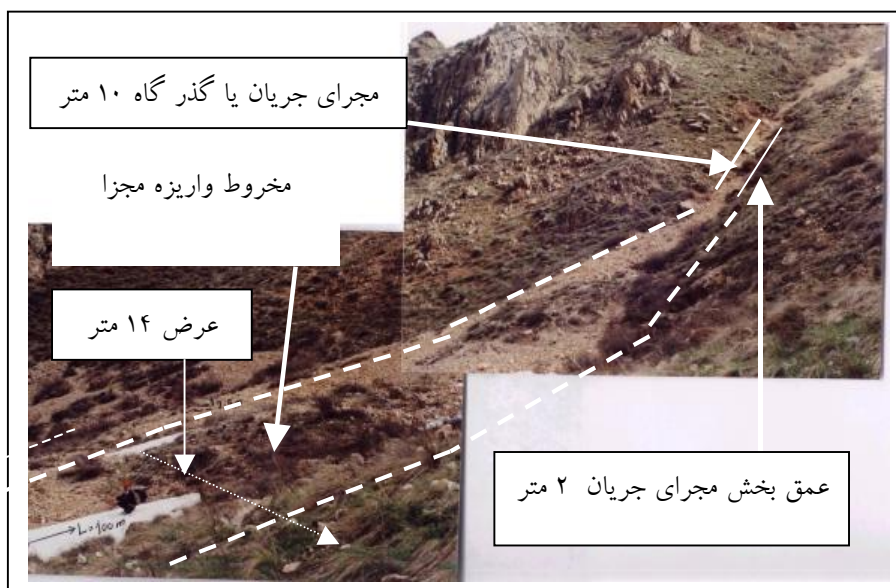 مجرای جریان یا گذر گاه ۱۰ متر
مخروط واریزه مجزا
عرض ۱۴ متر
عمق بخش مجرای جریان ۲ متر
L=100m